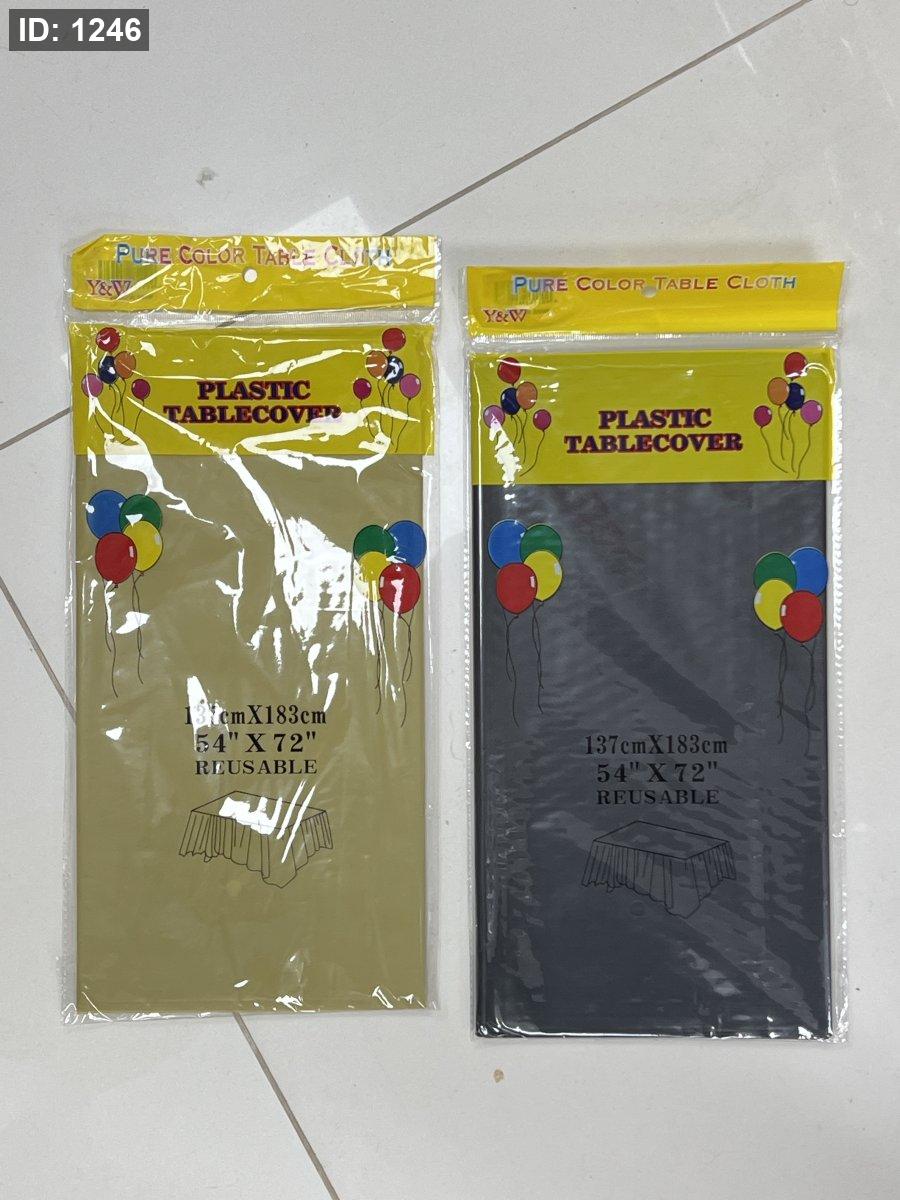 ID: 1246
PURE COLOR TABLE CLOTH
Y&W
PLASTIC
TABLECOVER
137cmX183cm
54" X 72"
REUSABLE
PURE COLOR TABLE CLOTH
Y&W
PLASTIC
TABLECOVER
137cmX183cm
54" X 72"
REUSABLE